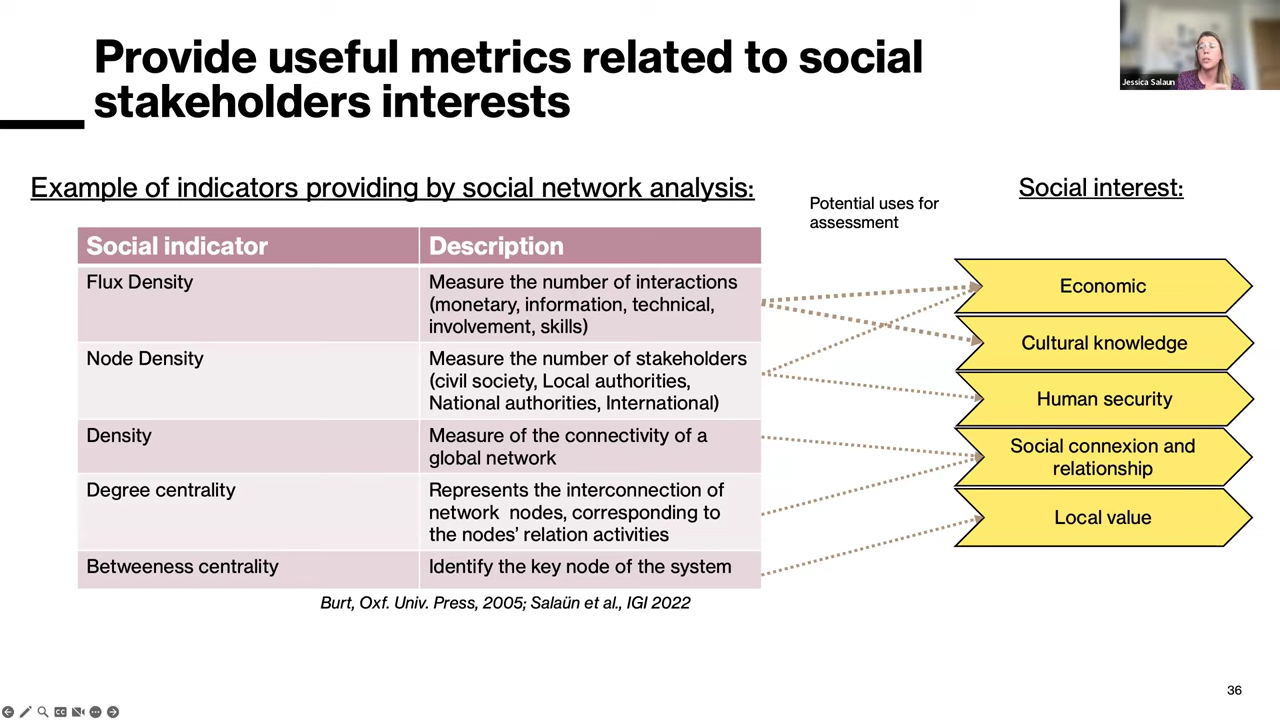 Provide useful metrics related to social
stakeholders interests
Jessica Salaun
Example of indicators providing by social network analysis:
Potential uses for
assessment
Social interest:
Social indicator
Description
Flux Density
Measure the number of interactions
(monetary, information, technical,
involvement, skills)
Node Density
Measure the number of stakeholders
(civil society, Local authorities,
National authorities, International)
Density
Measure of the connectivity of a
global network
Degree centrality
Represents the interconnection of
network nodes, corresponding to
the nodes’ relation activities
Betweeness centrality
Identify the key node of the system
Economic
Cultural knowledge
Human security
Social connexion and
relationship
Local value
Burt, Oxf. Univ. Press, 2005; Salaün et al., IGI 2022
36
CC